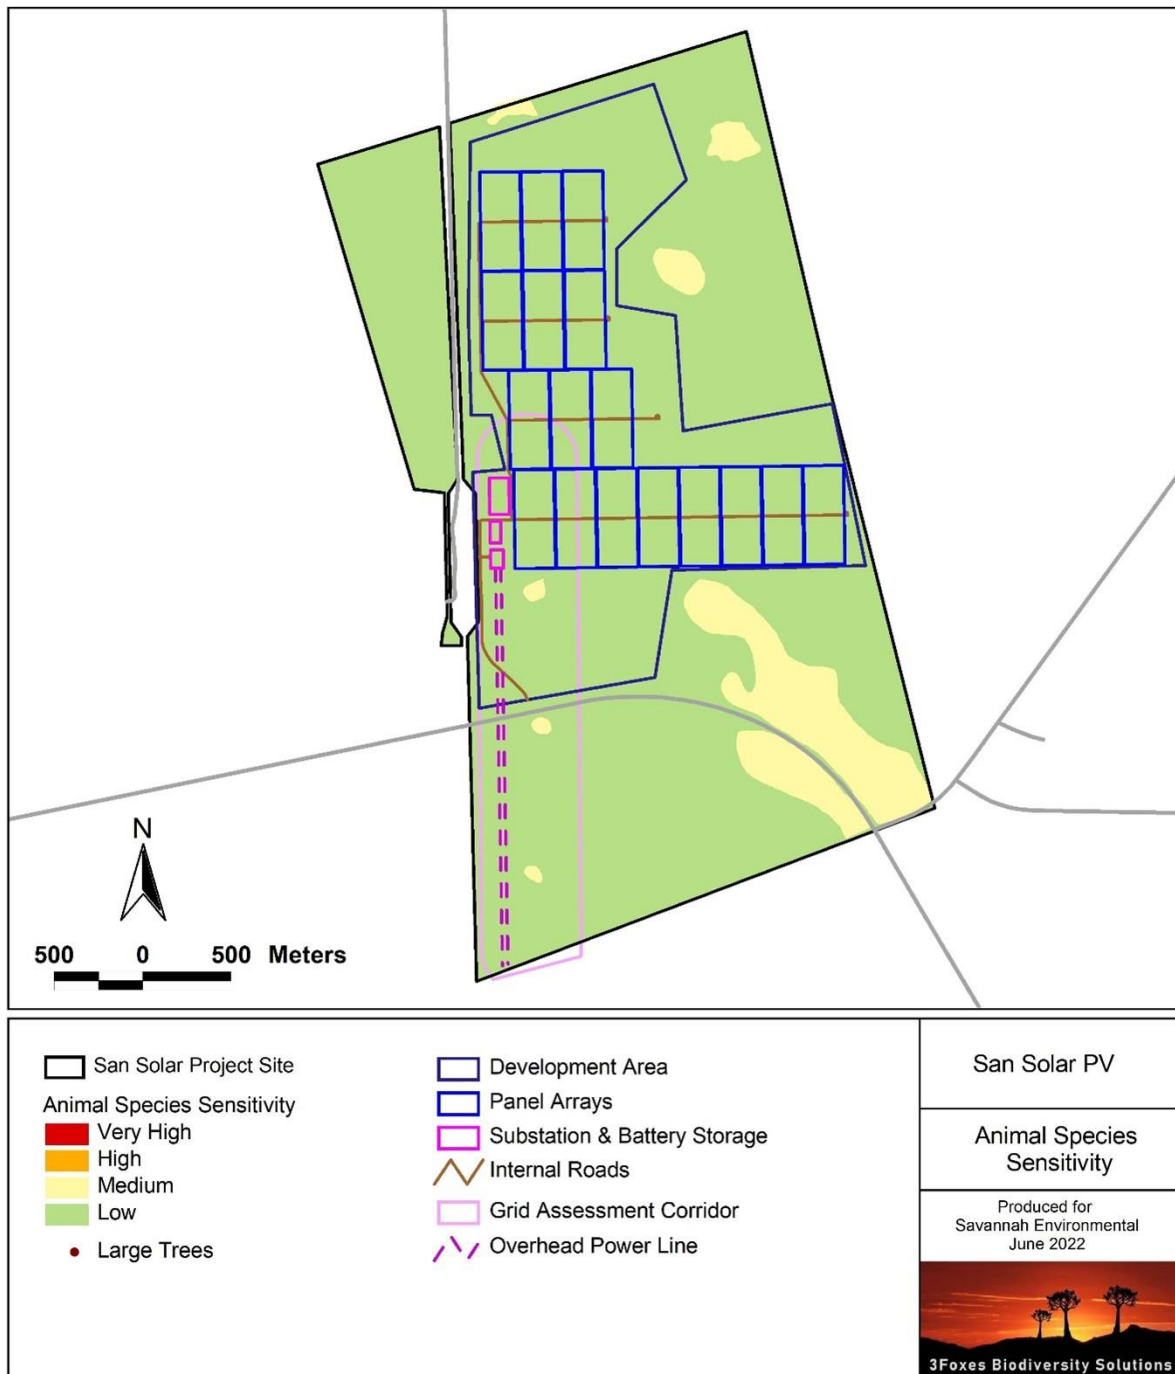 N
500 0 500 Meters
San Solar Project Site
Animal Species Sensitivity
Very High
High
Medium
Low
Large Trees
Development Area
Panel Arrays
Substation & Battery Storage
Internal Roads
Grid Assessment Corridor
Overhead Power Line
San Solar PV
Animal Species
Sensitivity
Produced for
Savannah Environmental
June 2022
3Foxes Biodiversity Solutions